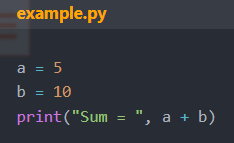 example.py
a = 5
b = 10
print("Sum = ", a + b)